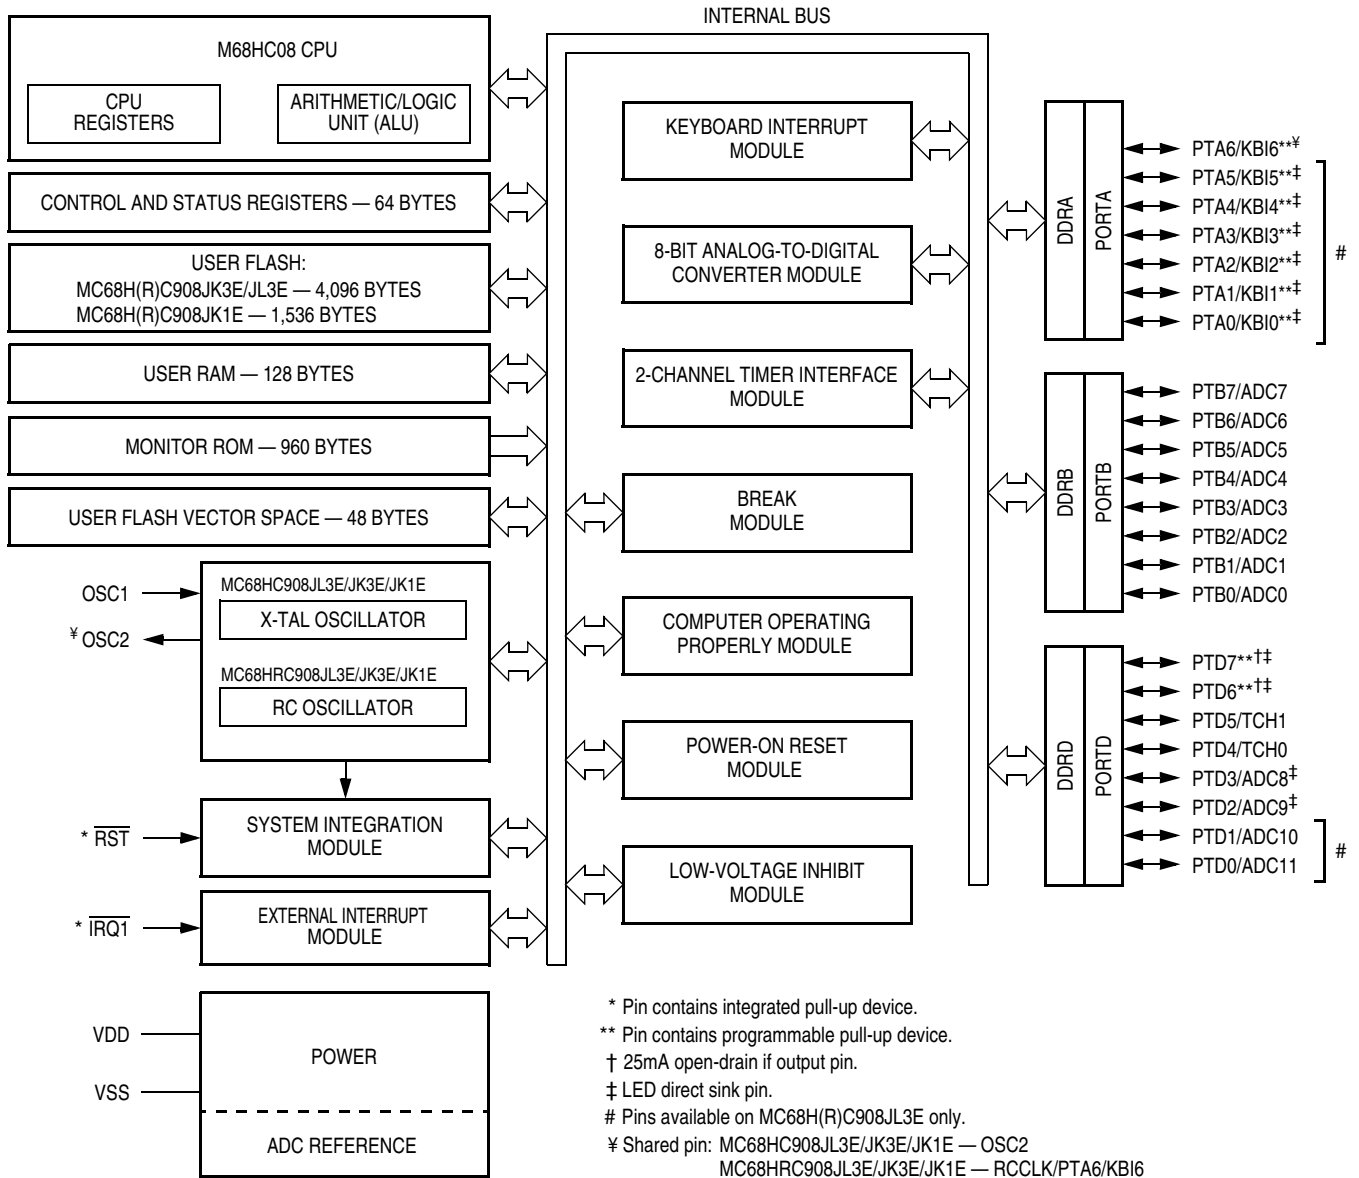 INTERNAL BUS
M68HC08 CPU
CPU
REGISTERS
ARITHMETIC/LOGIC
UNIT (ALU)
CONTROL AND STATUS REGISTERS — 64 BYTES
USER FLASH:
MC68H(R)C908JK3E/JL3E — 4,096 BYTES
MC68H(R)C908JK1E — 1,536 BYTES
USER RAM — 128 BYTES
MONITOR ROM — 960 BYTES
USER FLASH VECTOR SPACE — 48 BYTES
OSC1
¥ OSC2
MC68HC908JL3E/JK3E/JK1E
X-TAL OSCILLATOR
MC68HRC908JL3E/JK3E/JK1E
RC OSCILLATOR
* RST
SYSTEM INTEGRATION
MODULE
* IRQ1
EXTERNAL INTERRUPT
MODULE
VDD
VSS
POWER
ADC REFERENCE
KEYBOARD INTERRUPT
MODULE
8-BIT ANALOG-TO-DIGITAL
CONVERTER MODULE
2-CHANNEL TIMER INTERFACE
MODULE
BREAK
MODULE
COMPUTER OPERATING
PROPERLY MODULE
POWER-ON RESET
MODULE
LOW-VOLTAGE INHIBIT
MODULE
DDRA
PORTA
PTA6/KBI6**¥
PTA5/KBI5**‡
PTA4/KBI4**‡
PTA3/KBI3**‡
PTA2/KBI2**‡
PTA1/KBI1**‡
PTA0/KBI0**‡
#
DDRB
PORTB
PTB7/ADC7
PTB6/ADC6
PTB5/ADC5
PTB4/ADC4
PTB3/ADC3
PTB2/ADC2
PTB1/ADC1
PTB0/ADC0
DDRD
PORTD
PTD7**†‡
PTD6**†‡
PTD5/TCH1
PTD4/TCH0
PTD3/ADC8‡
PTD2/ADC9‡
PTD1/ADC10
PTD0/ADC11
#
* Pin contains integrated pull-up device.
** Pin contains programmable pull-up device.
† 25mA open-drain if output pin.
‡ LED direct sink pin.
# Pins available on MC68H(R)C908JL3E only.
¥ Shared pin: MC68HC908JL3E/JK3E/JK1E — OSC2
MC68HRC908JL3E/JK3E/JK1E — RCCLK/PTA6/KBI6